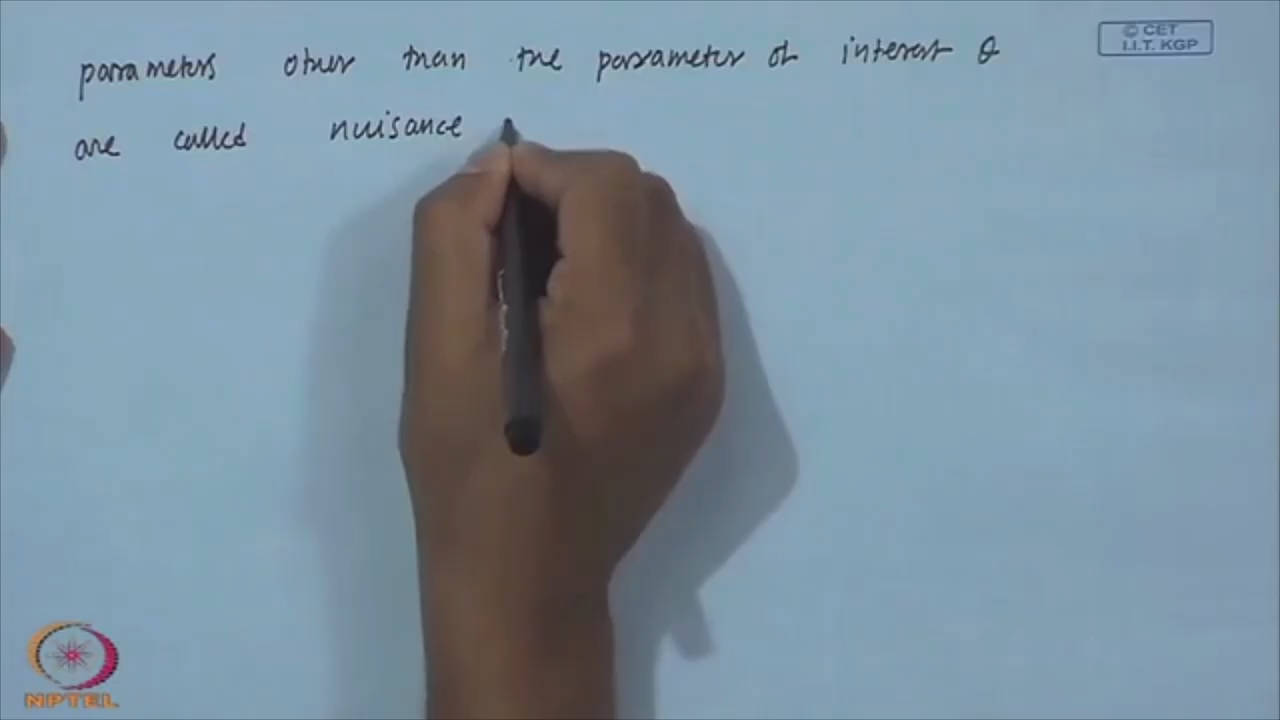 parameters other than the parameter of interest θ
are called nuisance
© CET
I.I.T. KGP
NPTEL